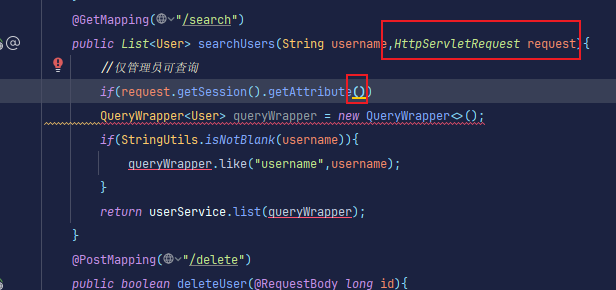 @GetMapping("/search")
public List<User> searchUsers(String username,HttpServletRequest request){
//仅管理员可查询
if(request.getSession().getAttribute())
QueryWrapper<User> queryWrapper = new QueryWrapper<>();
if(StringUtils.isNotBlank(username)){
queryWrapper.like("username",username);
}
return userService.list(queryWrapper);
}
@PostMapping("/delete")
public boolean deleteUser(@RequestBody long id){